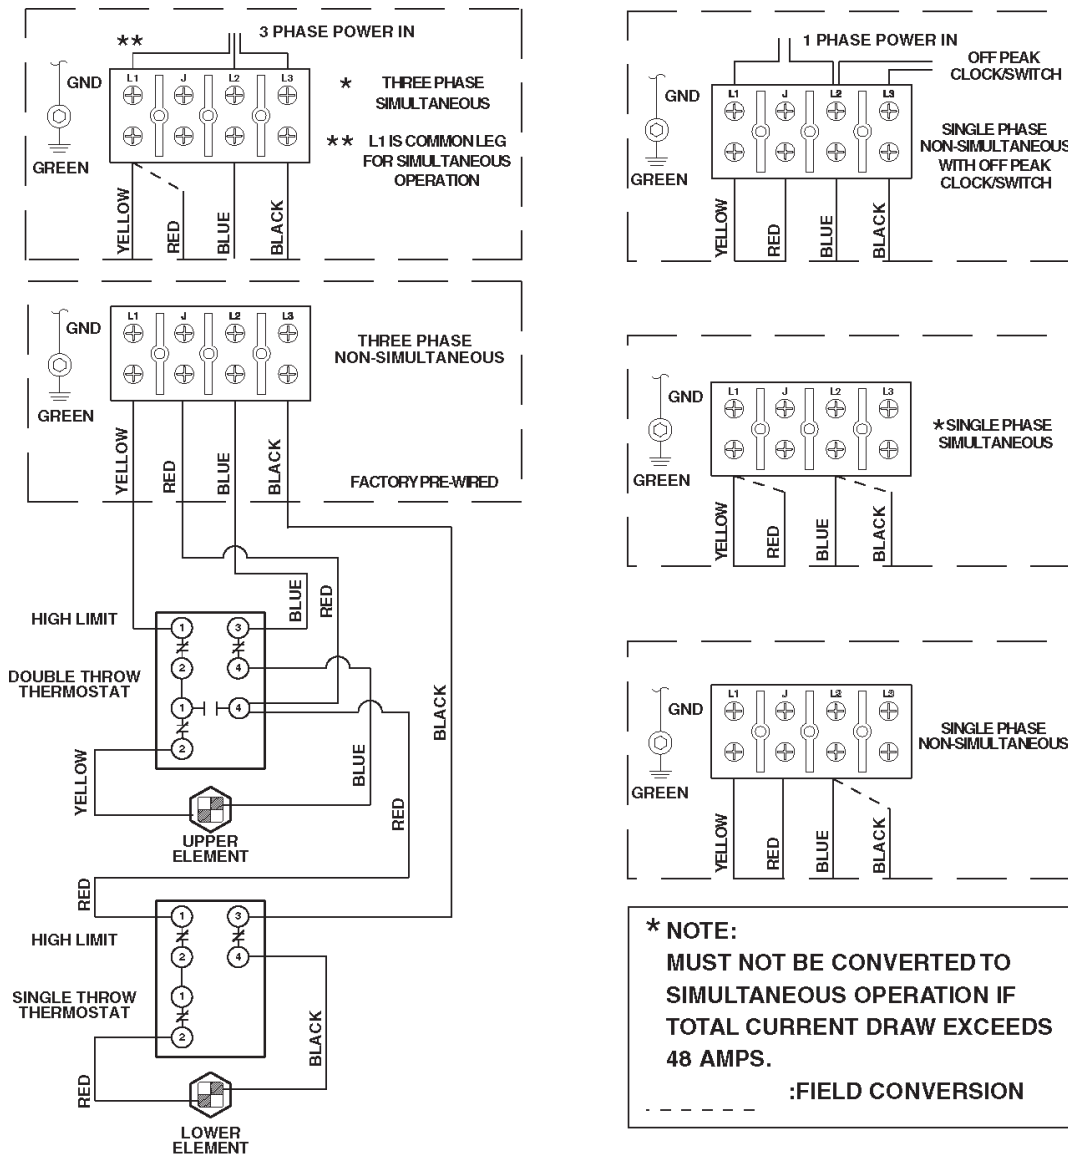 3 PHASE POWER IN
**
GND
L1 J L2 L3
GREEN
* THREE PHASE
SIMULTANEOUS
** L1 IS COMMON LEG
FOR SIMULTANEOUS
OPERATION
YELLOW
RED
BLUE
BLACK
GND
L1 J L2 L3
GREEN
THREE PHASE
NON-SIMULTANEOUS
YELLOW
RED
BLUE
BLACK
FACTORY PRE-WIRED
BLUE
RED
HIGH LIMIT
1 3
2 4
DOUBLE THROW
THERMOSTAT
1 4
2
YELLOW
BLUE
RED
BLACK
UPPER
ELEMENT
RED
HIGH LIMIT
1 3
2 4
SINGLE THROW
THERMOSTAT
1
2
RED
BLACK
LOWER
ELEMENT
1 PHASE POWER IN
OFF PEAK
CLOCK/SWITCH
GND
L1 J L2 L3
GREEN
SINGLE PHASE
NON-SIMULTANEOUS
WITH OFF PEAK
CLOCK/SWITCH
YELLOW
RED
BLUE
BLACK
GND
L1 J L2 L3
GREEN
* SINGLE PHASE
SIMULTANEOUS
YELLOW
RED
BLUE
BLACK
GND
L1 J L2 L3
GREEN
SINGLE PHASE
NON-SIMULTANEOUS
YELLOW
RED
BLUE
BLACK
* NOTE:
MUST NOT BE CONVERTED TO
SIMULTANEOUS OPERATION IF
TOTAL CURRENT DRAW EXCEEDS
48 AMPS.
:FIELD CONVERSION